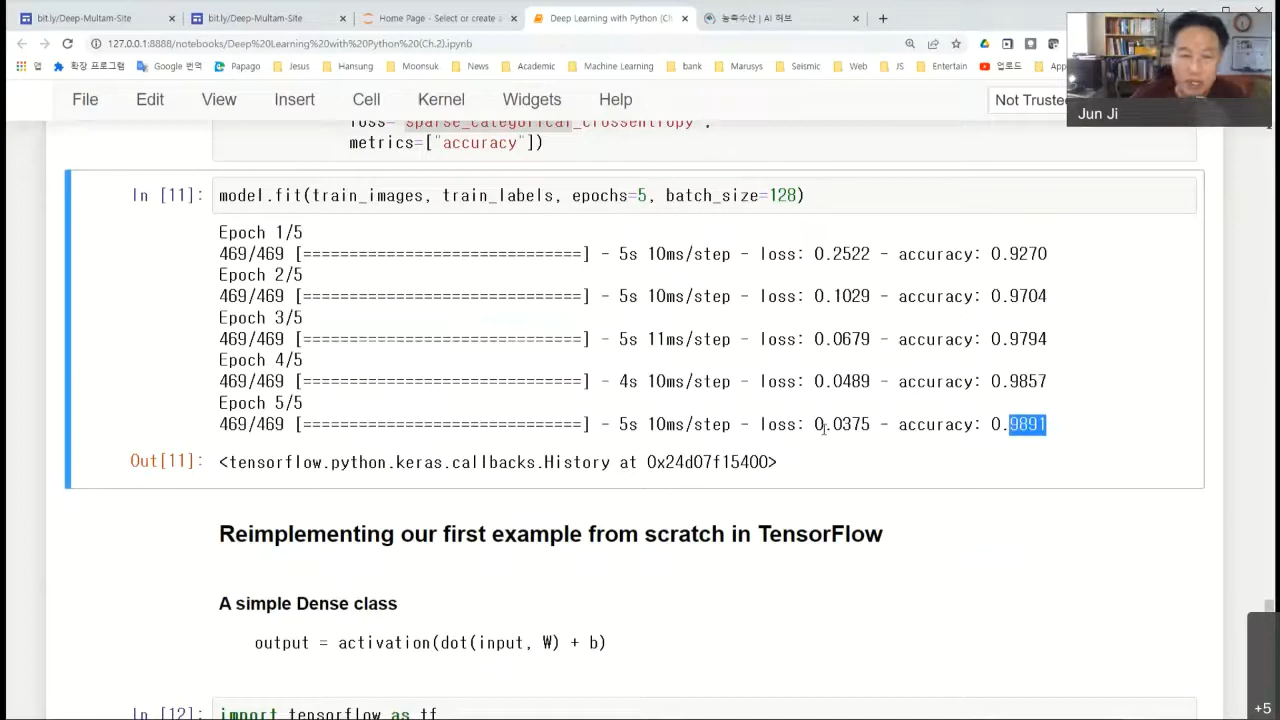 bit.ly/Deep-Multam-Site
bit.ly/Deep-Multam-Site
Home Page - Select or create a
Deep Learning with Python (Ch
농축수산 | AI 허브
127.0.0.1:8888/notebooks/Deep%20Learning%20with%20Python%20(Ch.2).ipynb
앱
확장 프로그램
Google 번역
Papago
Jesus
Hansung
Moonsuk
News
Academic
Machine Learning
bank
Marusys
Seismic
Web
JS
Entertain
업로드
App
File Edit View Insert Cell Kernel Widgets Help
Not Truste
Jun Ji
loss="sparse_categorical_crossentropy",
metrics=["accuracy"])
In [11]: model.fit(train_images, train_labels, epochs=5, batch_size=128)
Epoch 1/5
469/469 [==============================] - 5s 10ms/step - loss: 0.2522 - accuracy: 0.9270
Epoch 2/5
469/469 [==============================] - 5s 10ms/step - loss: 0.1029 - accuracy: 0.9704
Epoch 3/5
469/469 [==============================] - 5s 11ms/step - loss: 0.0679 - accuracy: 0.9794
Epoch 4/5
469/469 [==============================] - 4s 10ms/step - loss: 0.0489 - accuracy: 0.9857
Epoch 5/5
469/469 [==============================] - 5s 10ms/step - loss: 0.0375 - accuracy: 0.9891
Out[11]: <tensorflow.python.keras.callbacks.History at 0x24d07f15400>
Reimplementing our first example from scratch in TensorFlow
A simple Dense class
output = activation(dot(input, W) + b)
In [12]: import tensorflow as tf
+5